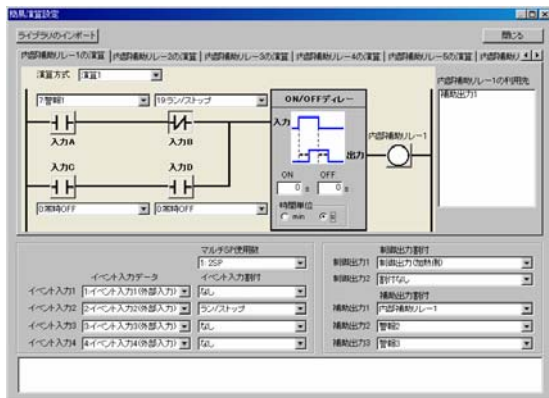 簡易演算設定
ライブラリのインポート
閉じる
内部補助リレー1の演算 内部補助リレー2の演算 内部補助リレー3の演算 内部補助リレー4の演算 内部補助リレー5の演算 内部補助リ
演算方式 演算1
内部補助リレー1の利用先
補助出力1
7:警報1
19:ラン/ストップ
入力A
入力B
入力C
入力D
0:常時OFF
0:常時OFF
ON/OFFディレー
入力
出力
ON OFF
0 s 0 s
時間単位
min s
内部補助リレー1
マルチSP使用数
1:2SP
イベント入力データ イベント入力割付
イベント入力1 1:イベント入力1(外部入力) なし
イベント入力2 2:イベント入力2(外部入力) ラン/ストップ
イベント入力3 3:イベント入力3(外部入力) なし
イベント入力4 4:イベント入力4(外部入力) なし
制御出力割付
制御出力1 制御出力(加熱側)
制御出力2 割付なし
補助出力割付
補助出力1 内部補助リレー1
補助出力2 警報2
補助出力3 警報3